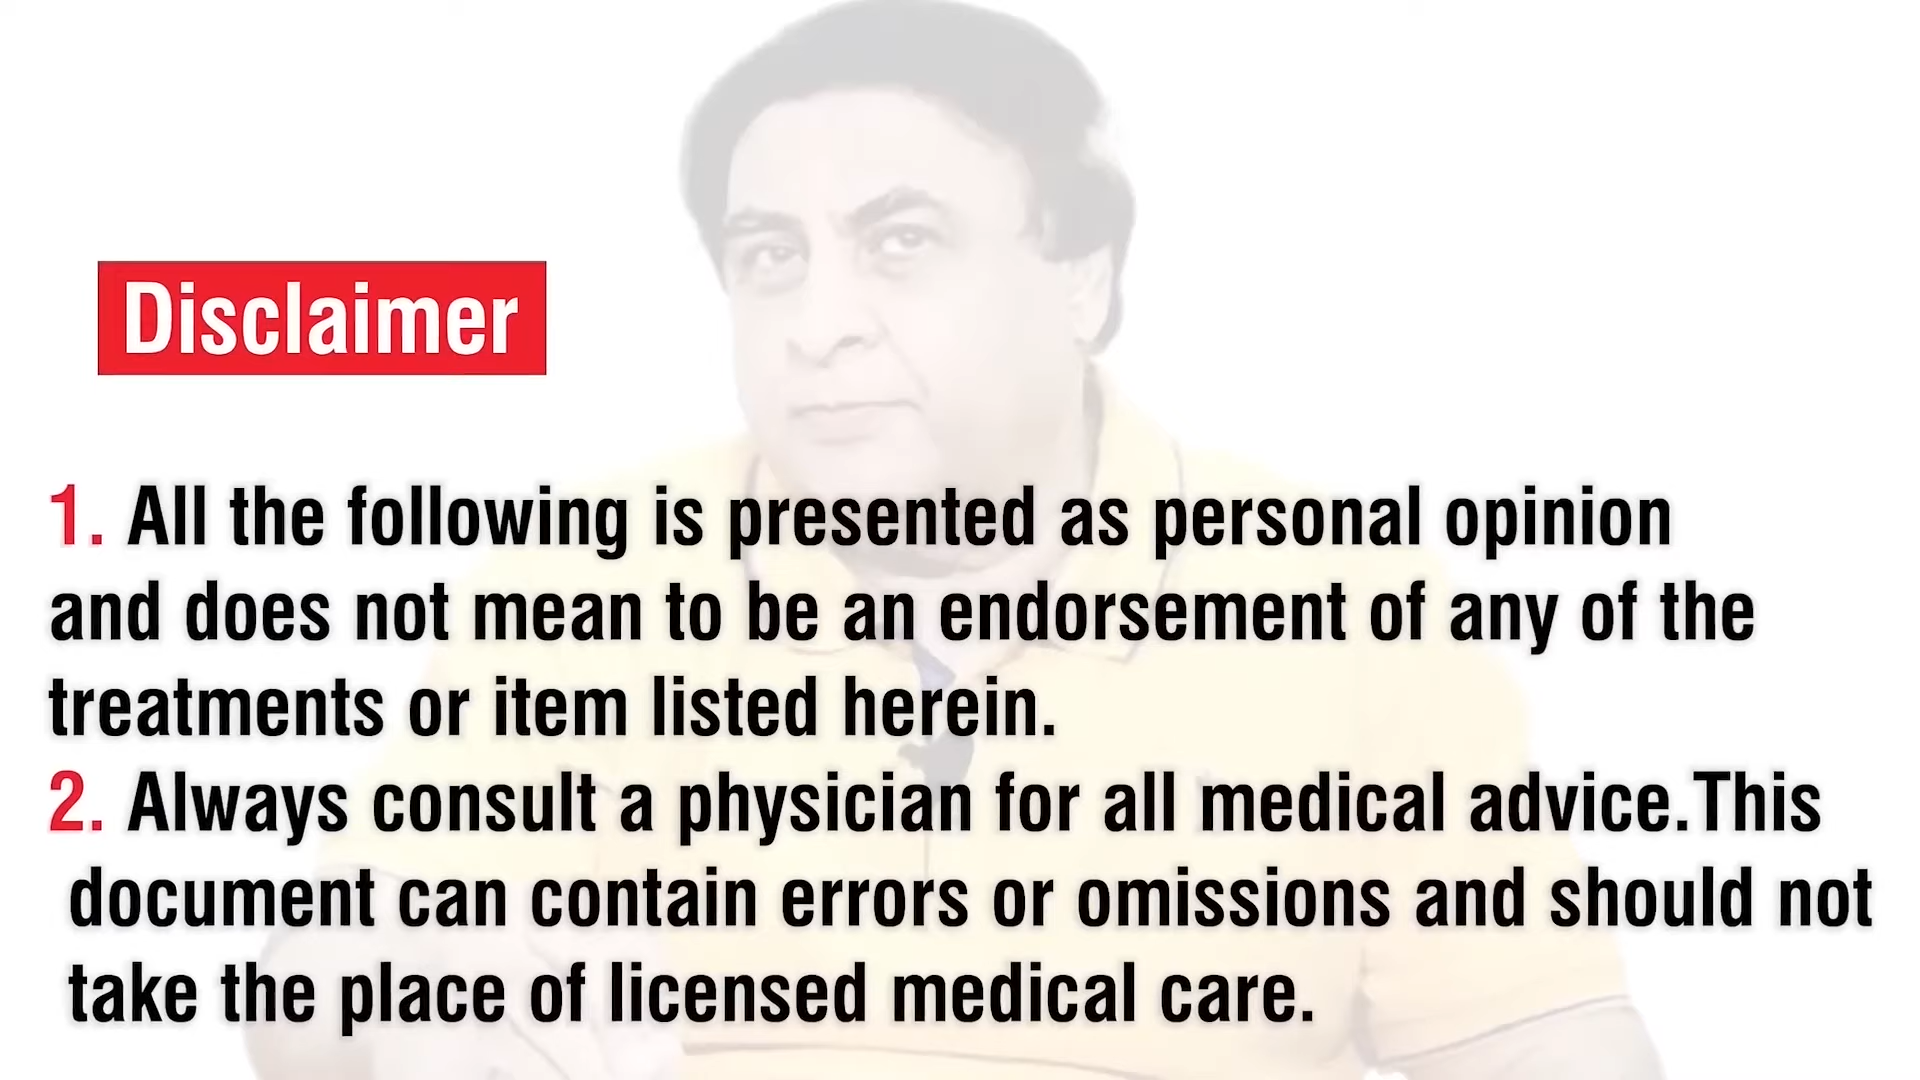 Disclaimer
1. All the following is presented as personal opinion
and does not mean to be an endorsement of any of the
treatments or item listed herein.
2. Always consult a physician for all medical advice.This
document can contain errors or omissions and should not
take the place of licensed medical care.